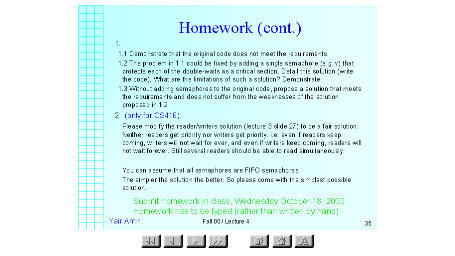 Homework (cont.)
1.
1.1 Demonstrate that the original code does not meet the requirements
1.2 The problem in 1.1 could be fixed by adding a single semaphore (e.g. v) that
protects each of the double-waits as a critical section. Detail this solution (write
the code). What are the limitations of such a solution? Demonstrate.
1.3 Without adding semaphores to the original code, propose a solution that meets
the requirements and does not suffer from the weaknesses of the solution
proposed in 1.2
2. (only for CS418)
Please modify the reader/writers solution (lecture 3 slide 27) to be a fair solution:
Neither readers get priority nor writers get priority. I.e. even if readers keep
coming, writers will not wait for ever, and even if writers keep coming, readers will
not wait forever. Still several readers should be able to read simultaneously.
You can assume that all semaphores are FIFO semaphores.
The simpler the solution the better. So please come with the simplest possible
solution.
Submit homework in class, Wednesday October 18, 2000
Homework has to be typed (rather than written by hand)
Yair Amir
Fall 00 / Lecture 4
35